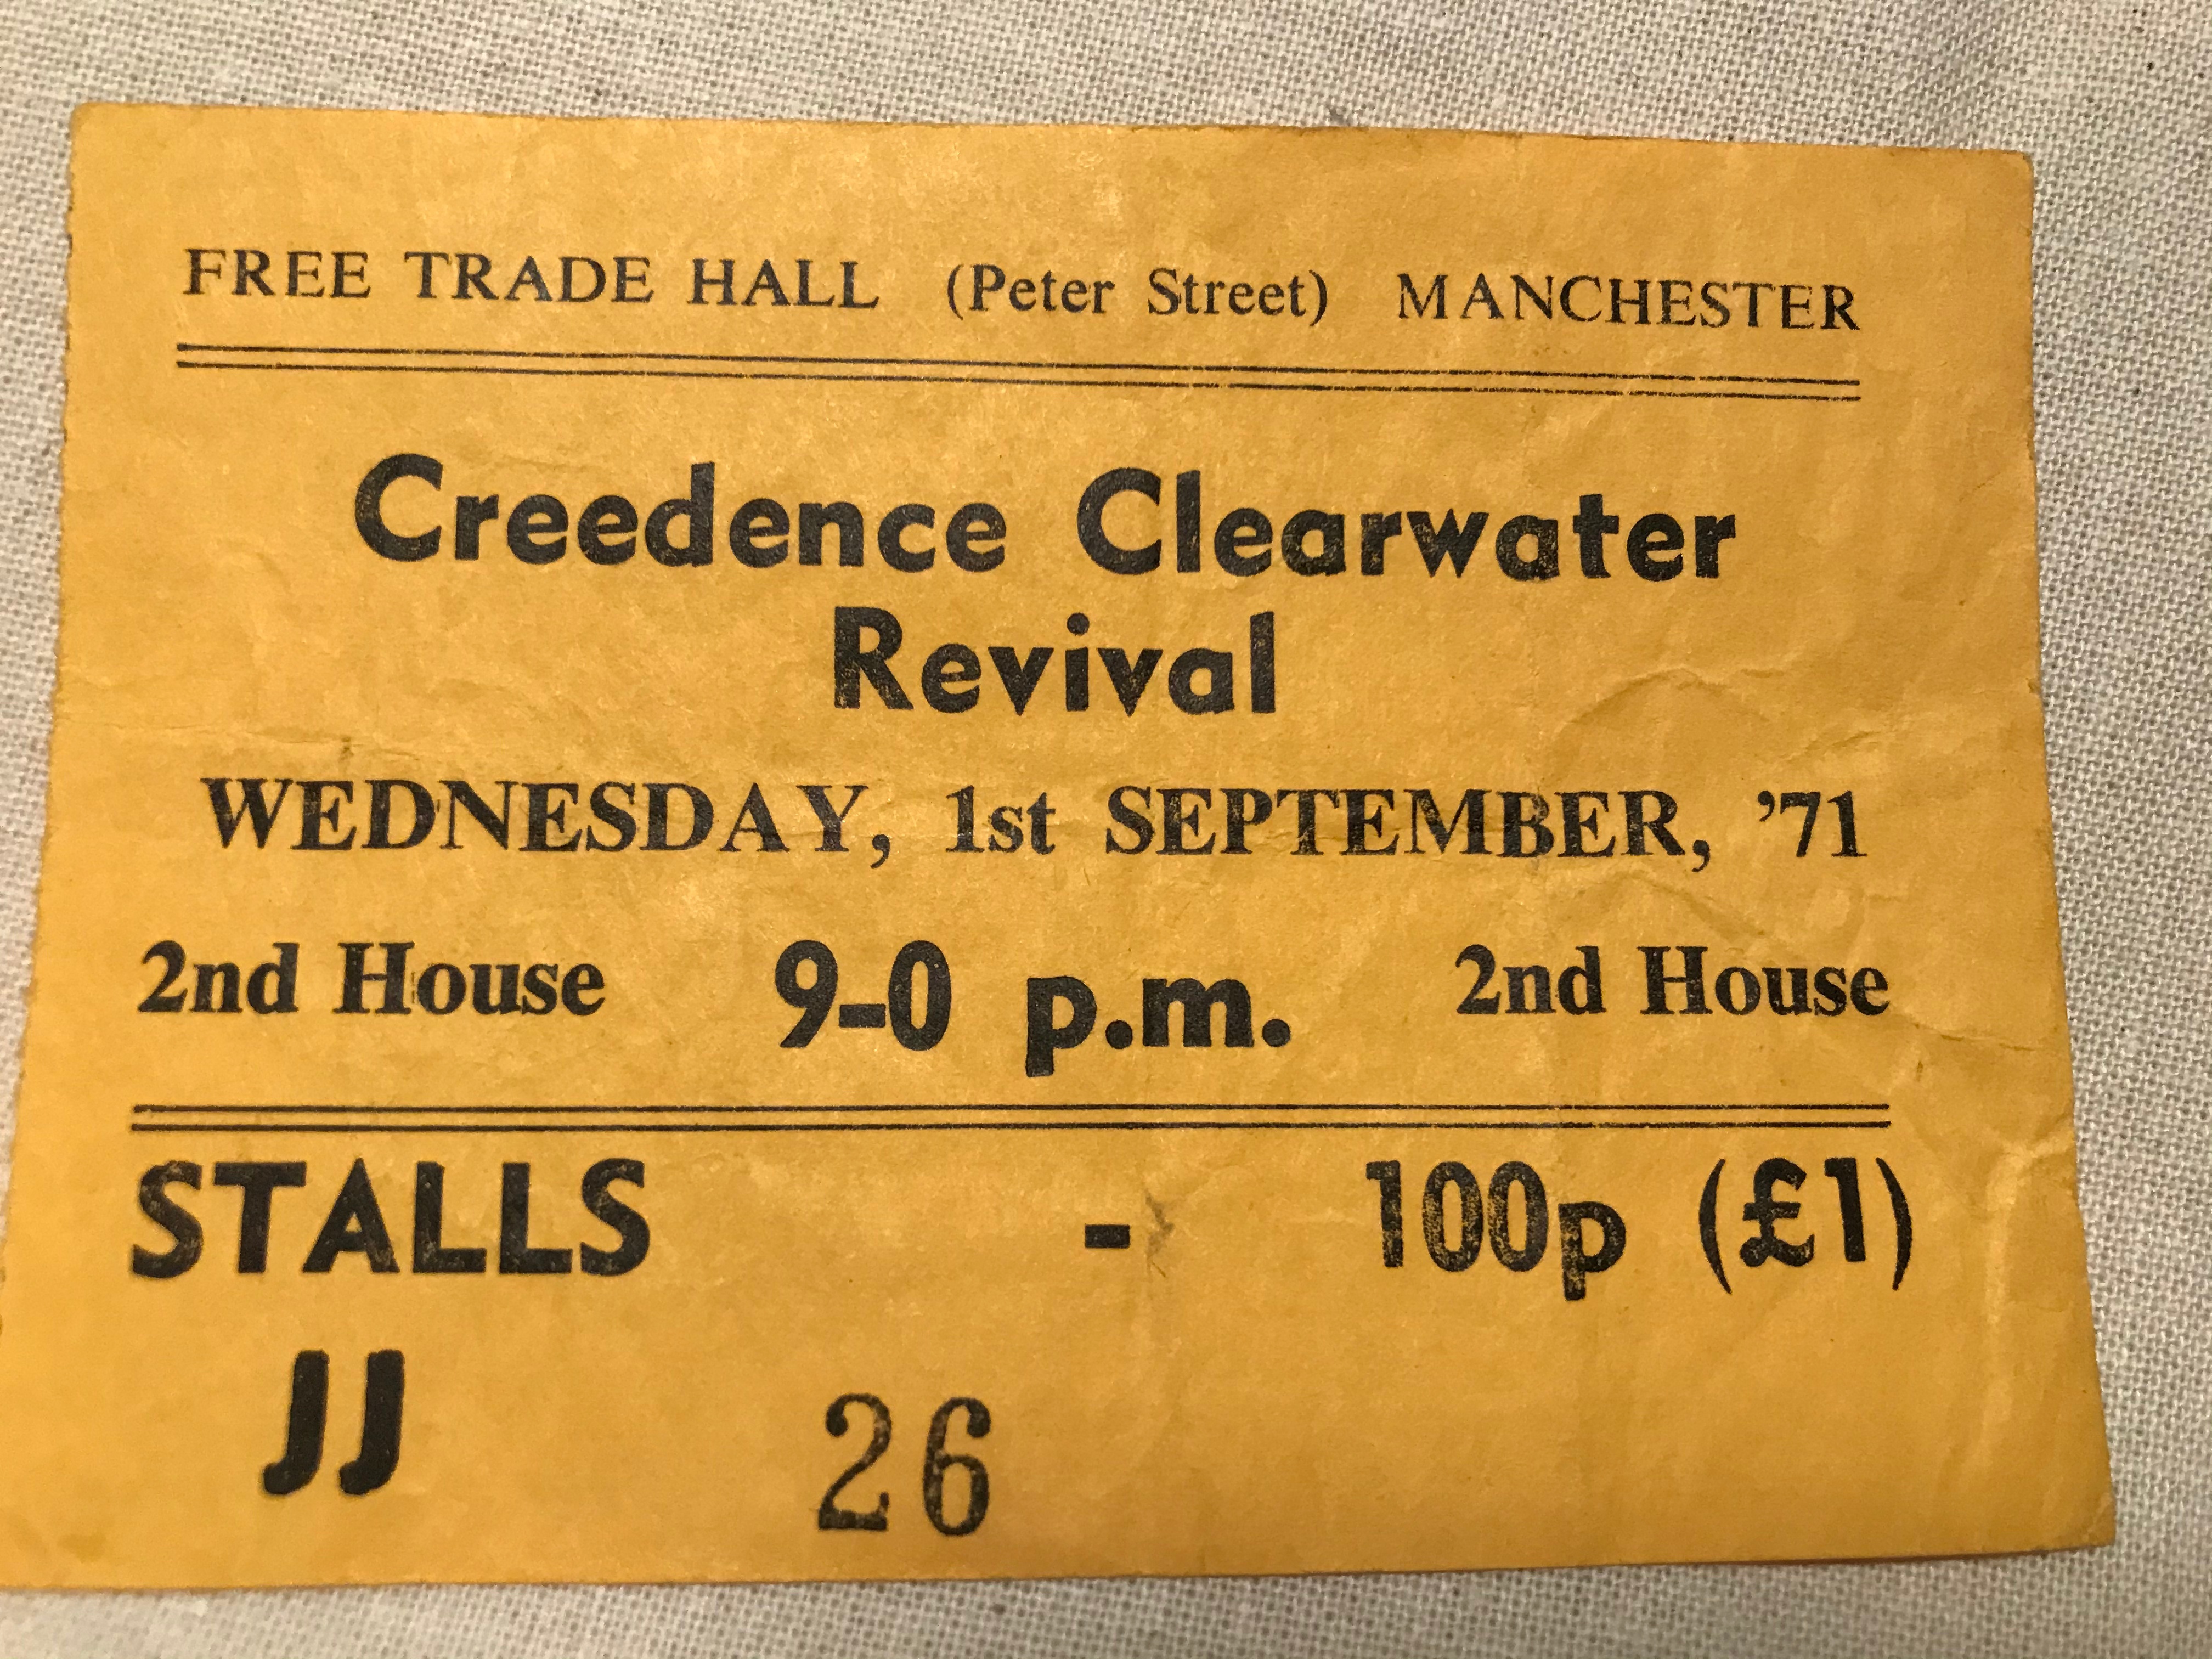 FREE TRADE HALL (Peter Street) MANCHESTER
Creedence Clearwater
Revival
WEDNESDAY, 1st SEPTEMBER, '71
2nd House 9-0 p.m. 2nd House
STALLS - 100p (£1)
JJ 26